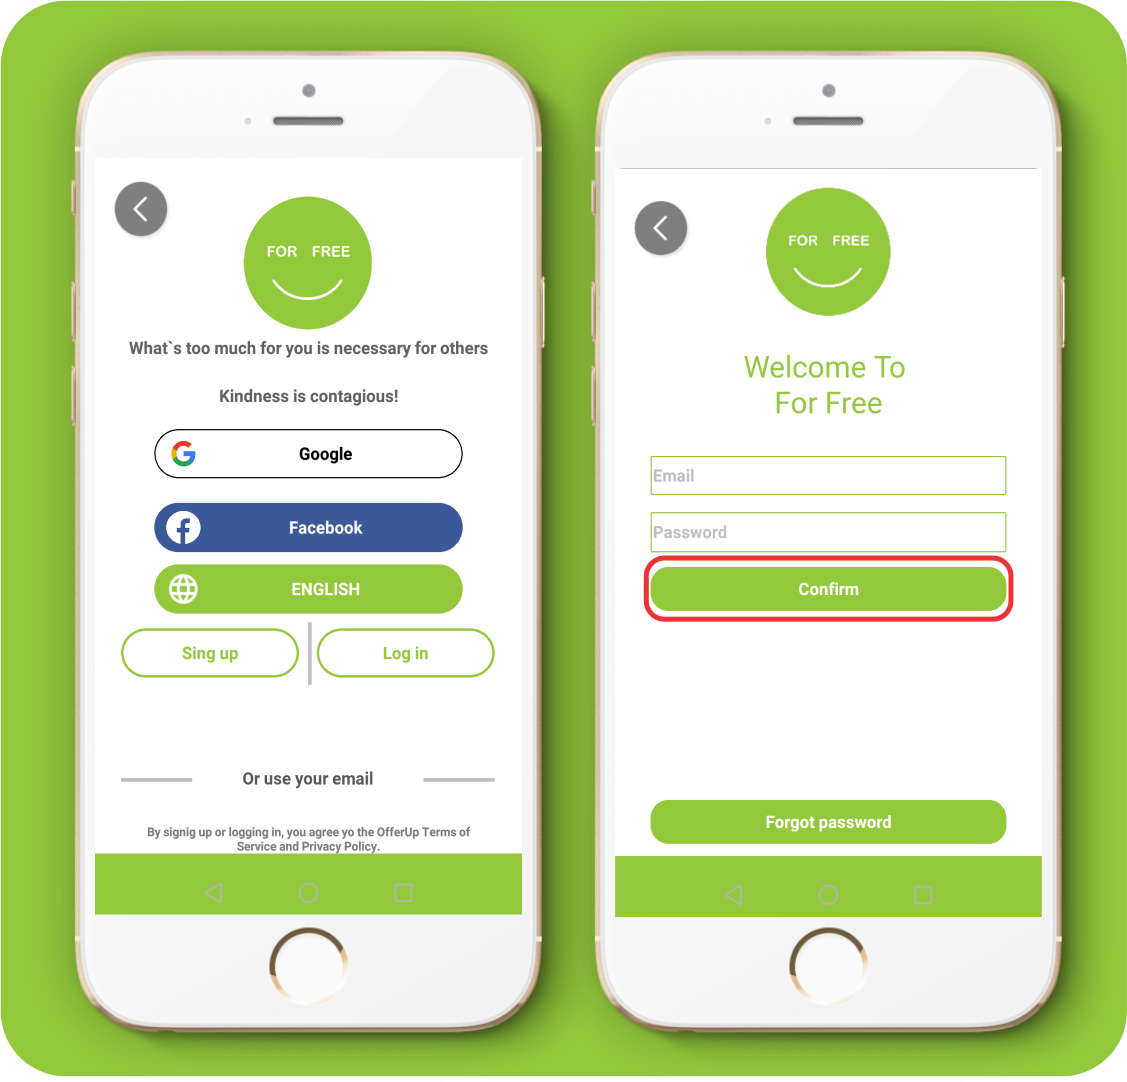 FOR FREE
What`s too much for you is necessary for others
Kindness is contagious!
Google
Facebook
ENGLISH
Sing up
Log in
Or use your email
By signig up or logging in, you agree yo the OfferUp Terms of
Service and Privacy Policy.
FOR FREE
Welcome To
For Free
Email
Password
Confirm
Forgot password